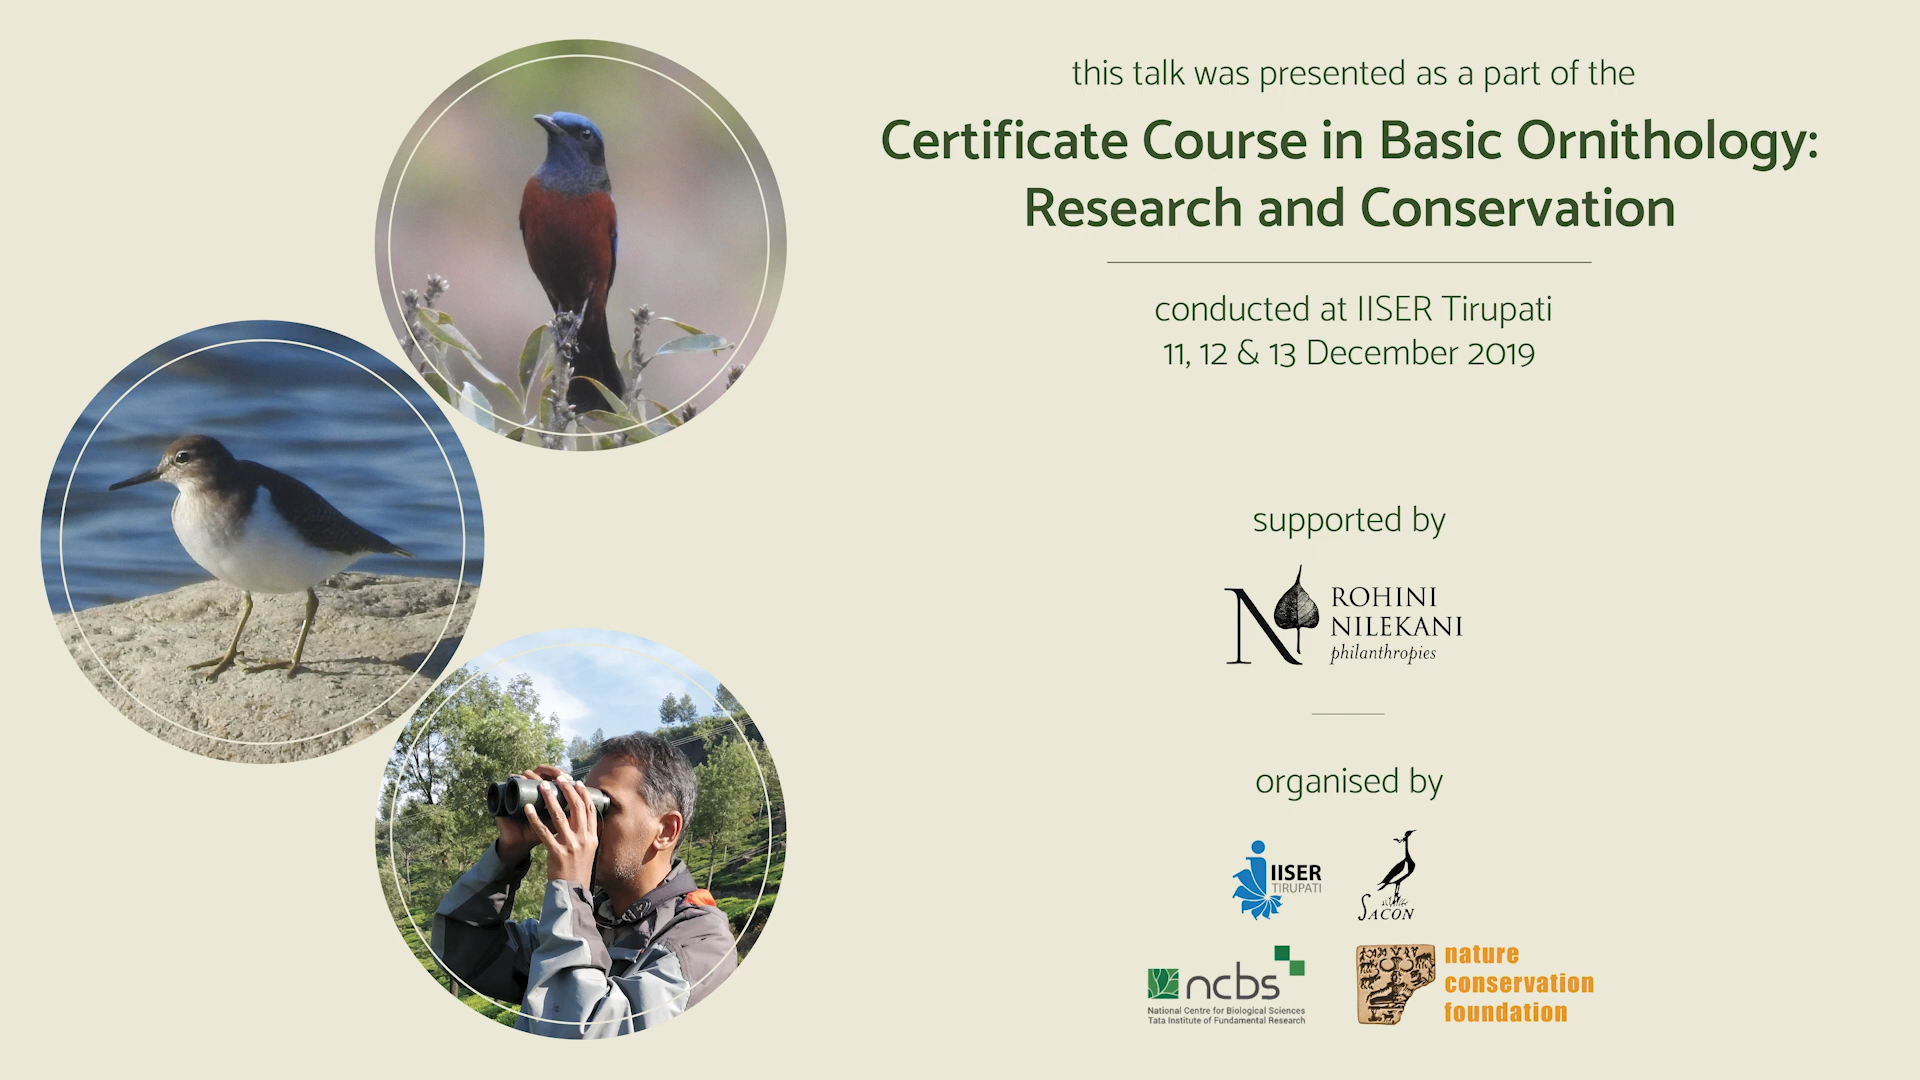 this talk was presented as a part of the
Certificate Course in Basic Ornithology:
Research and Conservation
conducted at IISER Tirupati
11, 12 & 13 December 2019
supported by
N
ROHINI
NILEKANI
philanthropies
organised by
IISER
TIRUPATI
SACON
ncbs
National Centre for Biological Sciences
Tata Institute of Fundamental Research
nature
conservation
foundation